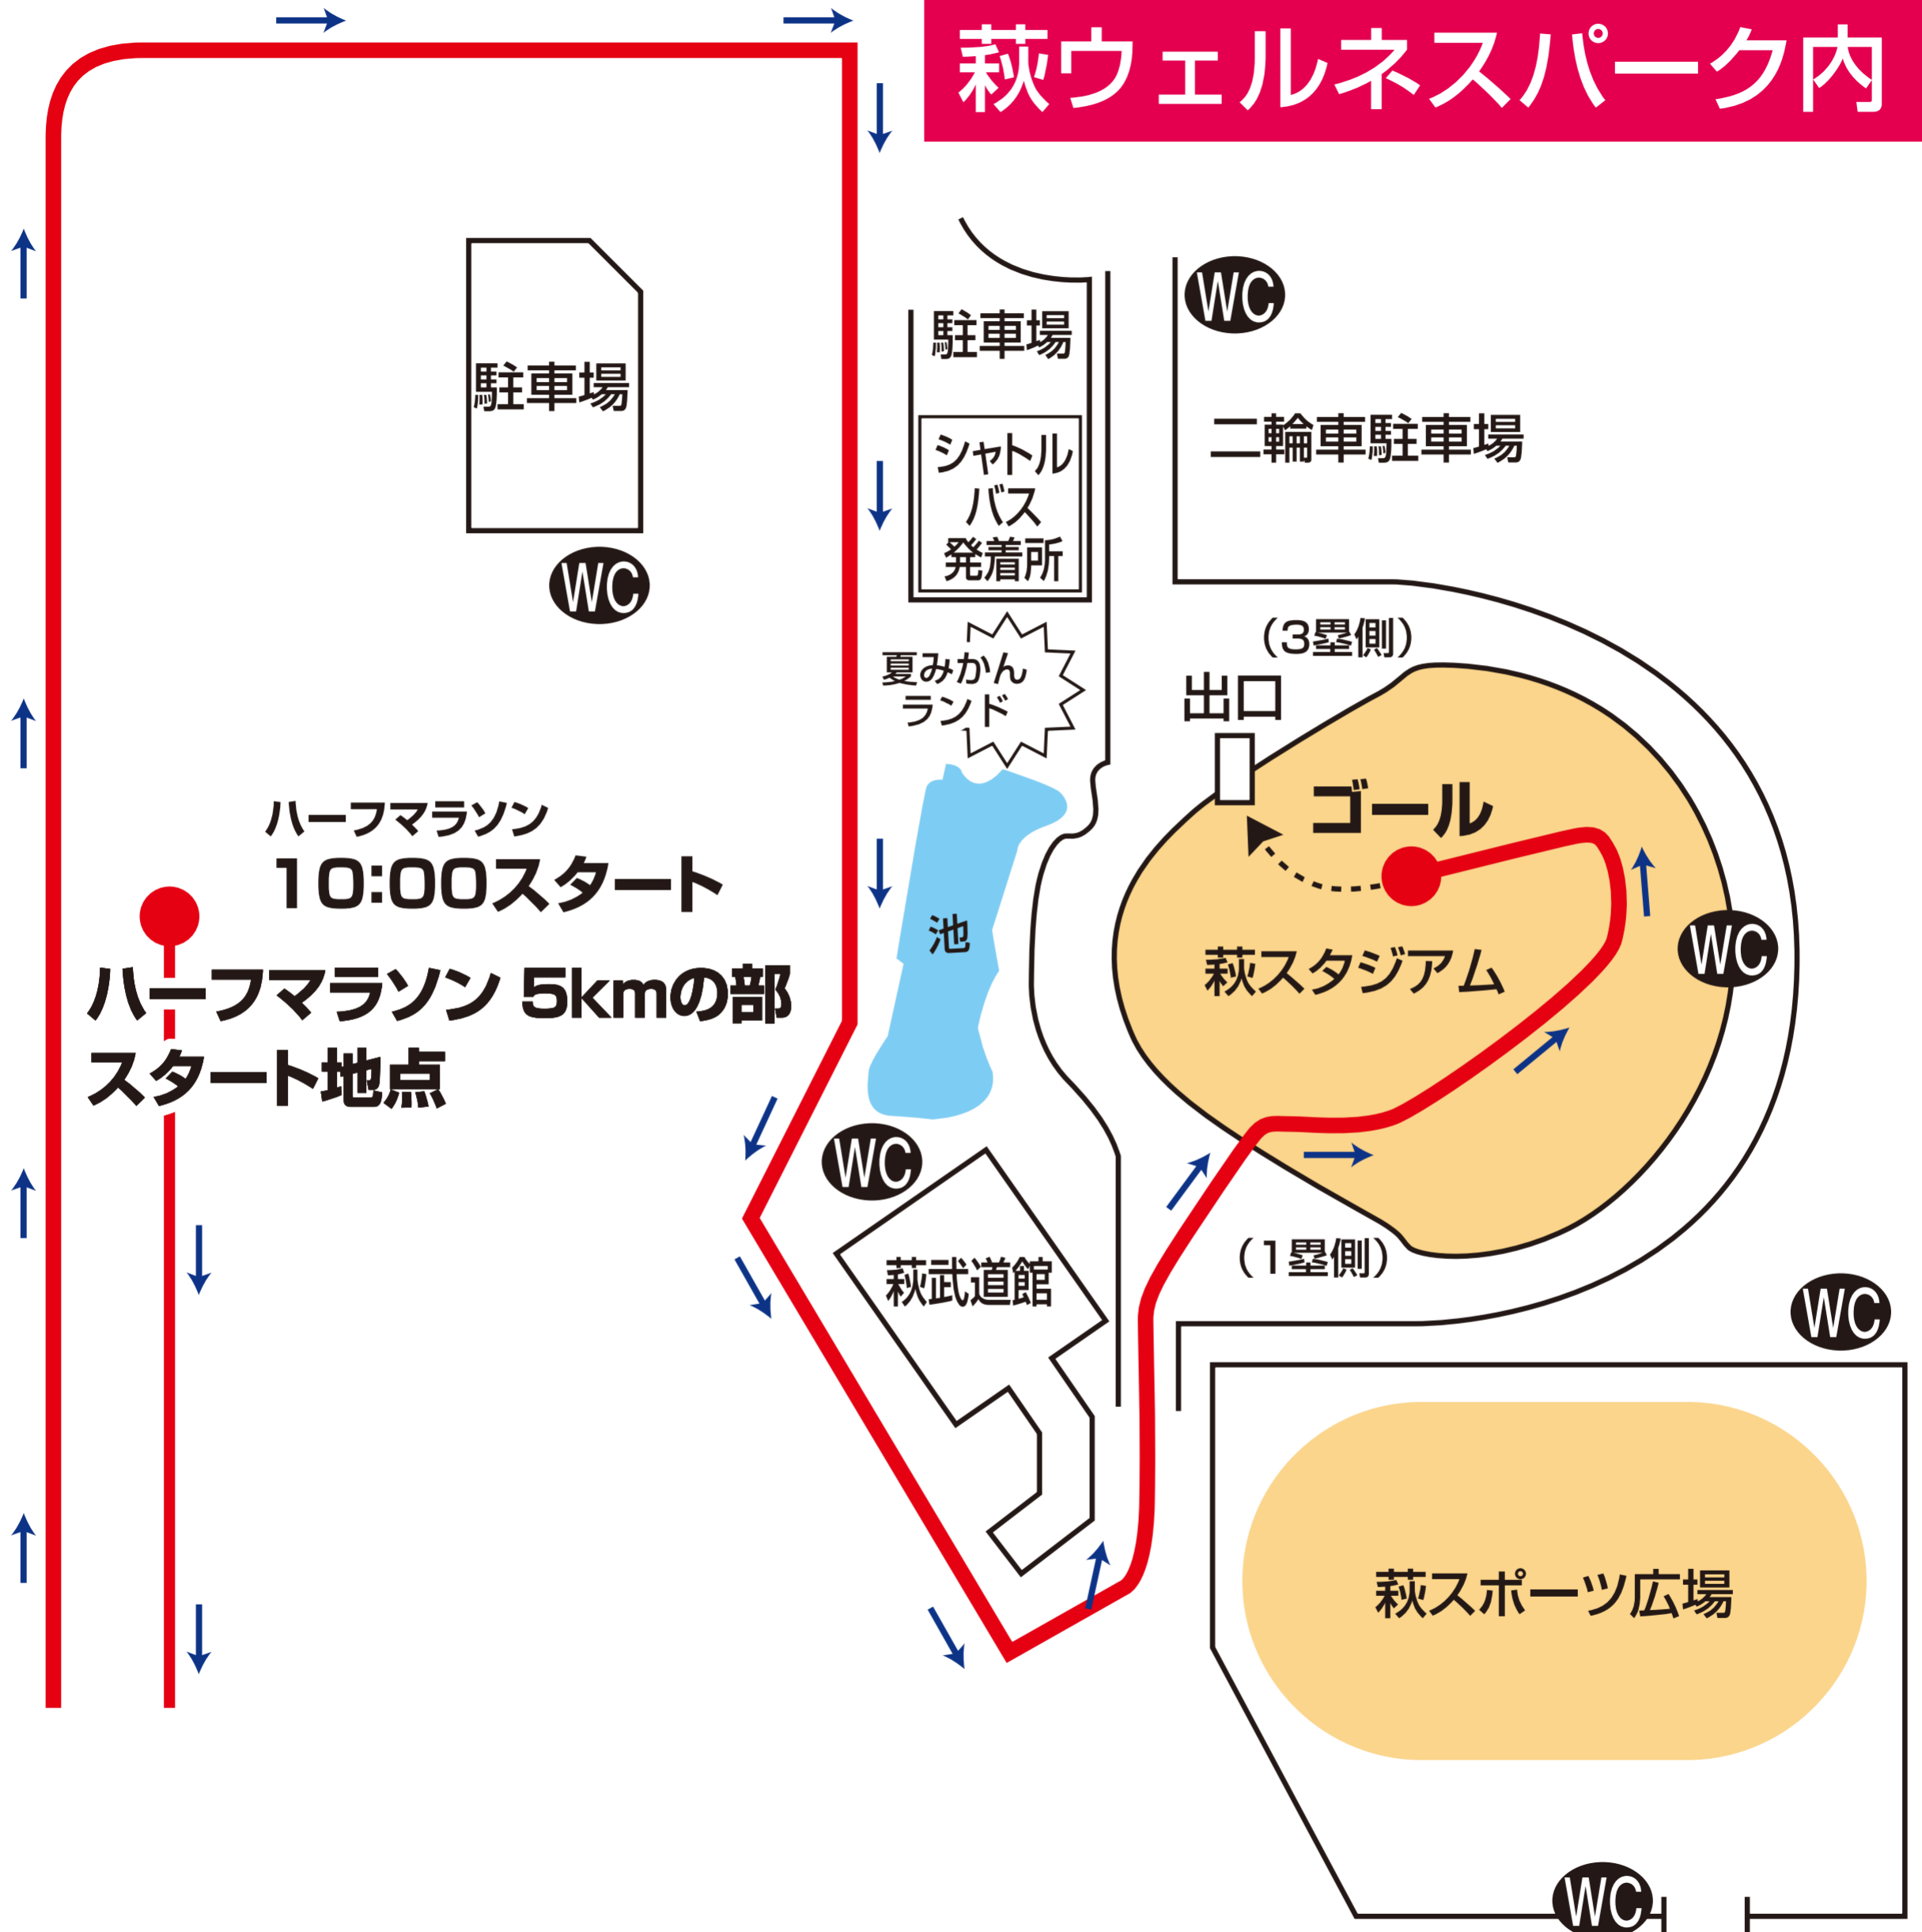 萩ウェルネスパーク内
WC
駐車場
駐車場
シャトル
バス
発着所
二輪車駐車場
WC
(3塁側)
夏みかん
ランド
出口
ゴール
ハーフマラソン
10:00スタート
池
萩スタジアム
WC
ハーフマラソン 5kmの部
スタート地点
WC
(1塁側)
萩武道館
WC
萩スポーツ広場
WC